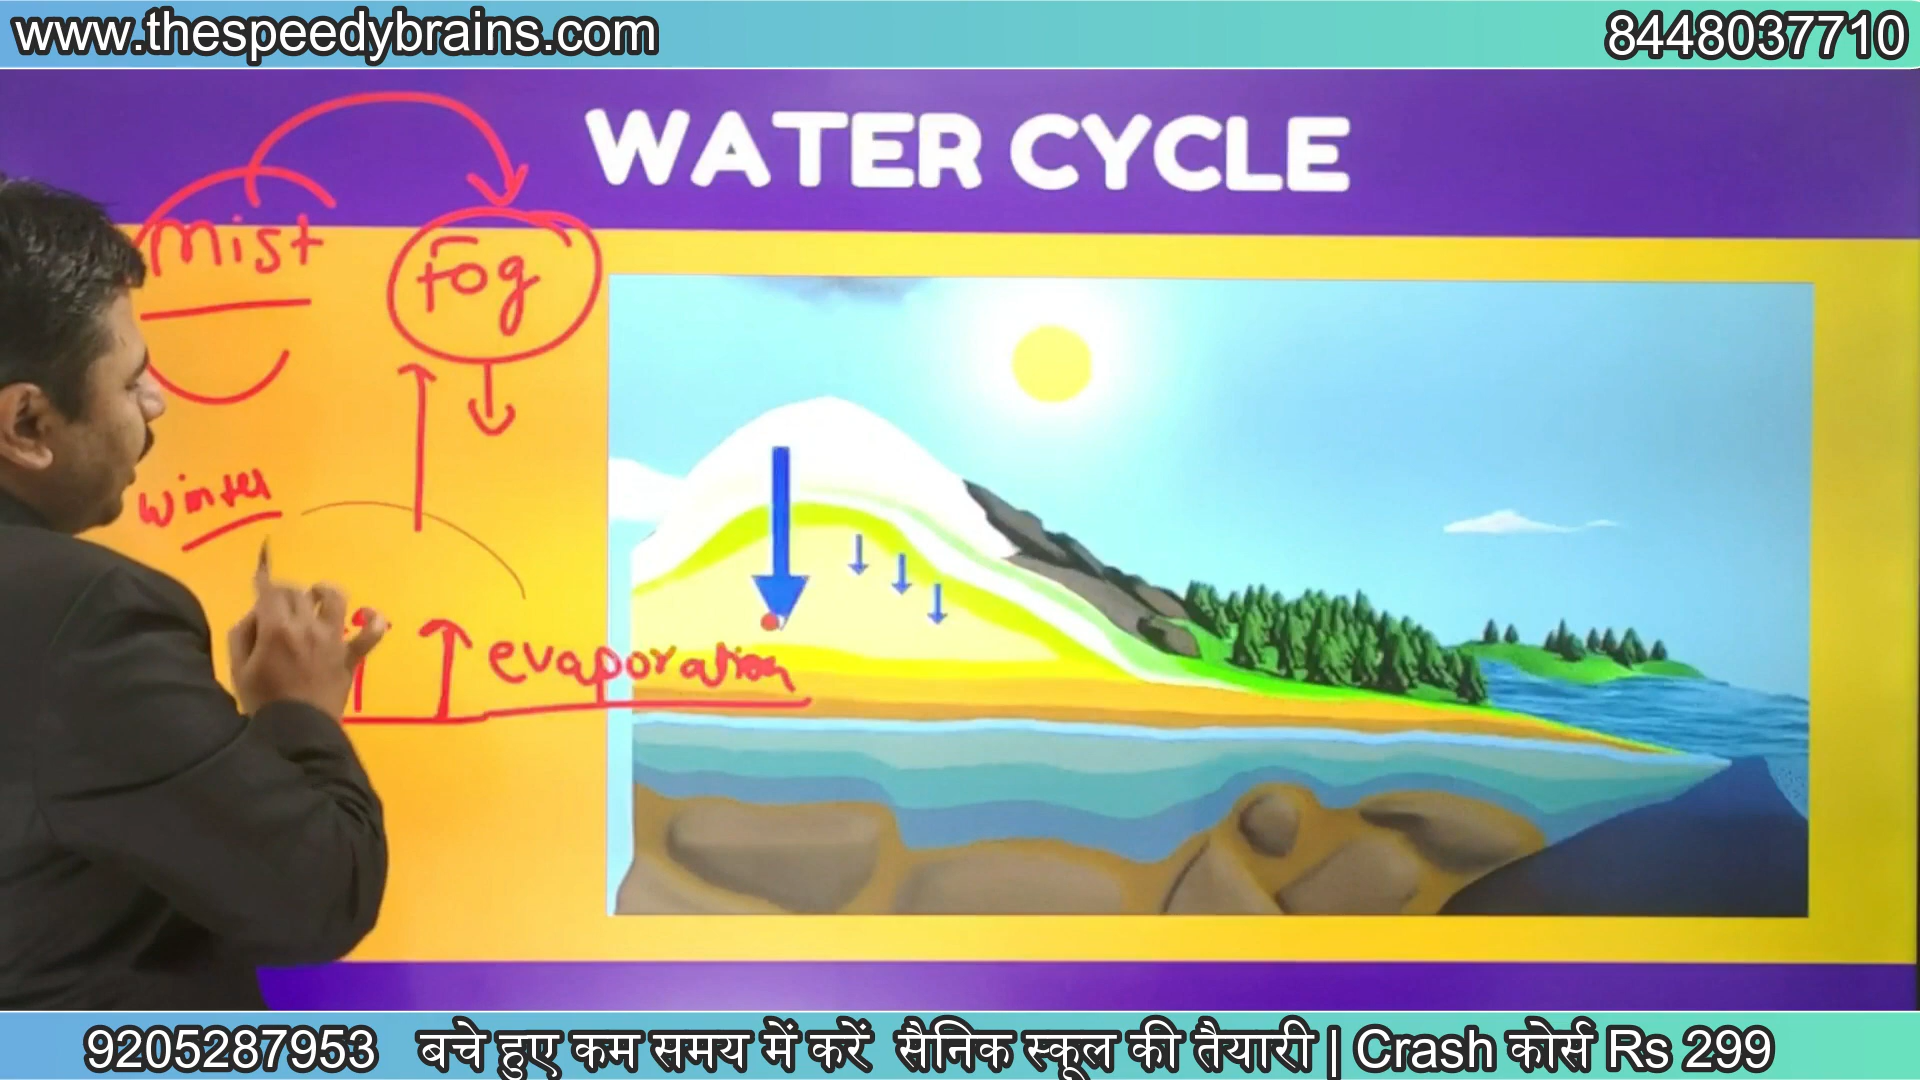 www.thespeedybrains.com 8448037710
WATER CYCLE
mist
Fog
winter
evaporation
9205287953 बचे हुए कम समय में करें सैनिक स्कूल की तैयारी | Crash कोर्स Rs 299